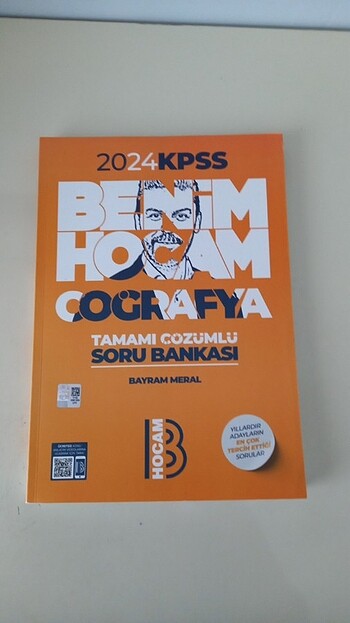 2024KPSS
BENİM
HOCAM
COĞRAFYA
TAMAMI ÇÖZÜMLÜ
SORU BANKASI
BAYRAM MERAL
HOCAM
B
YILLARDIR
ADAYLARIN
EN ÇOK
TERCİH ETTİĞİ
SORULAR